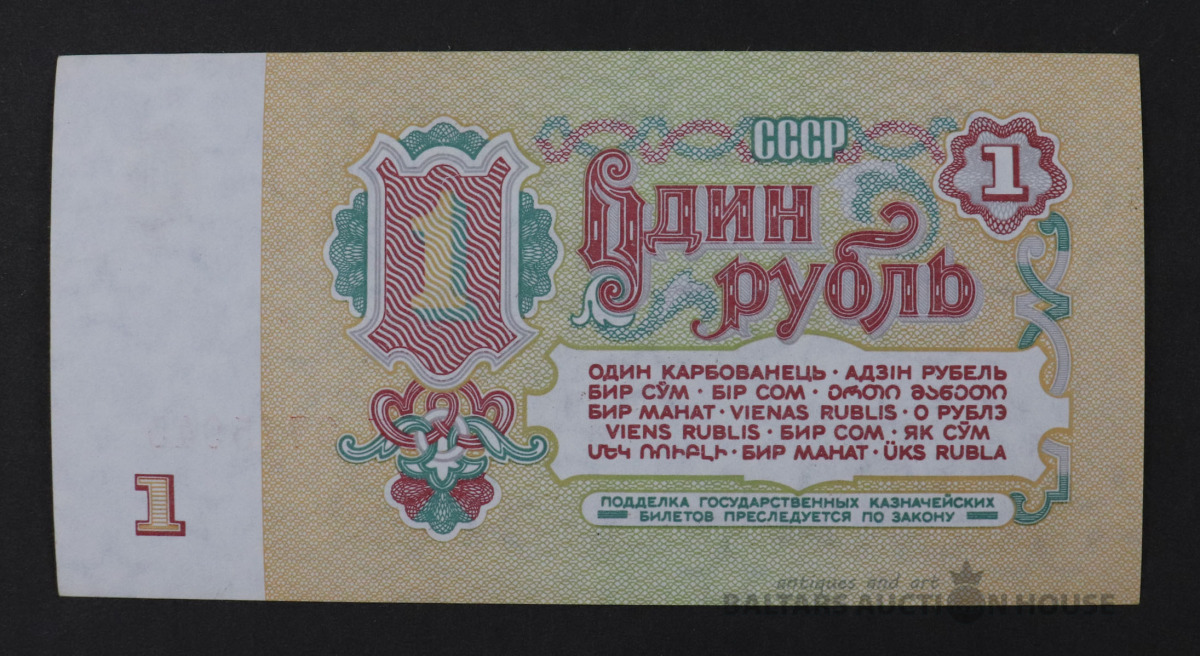 СССР
1
Один
рубль
1
ОДИН КАРБОВАНЕЦЬ · АДЗІН РУБЕЛЬ
БИР СЎМ · БІР СОМ · ᲔᲠᲗᲘ ᲛᲐᲜᲔᲗᲘ
БИР МАНАТ · VIENAS RUBLIS · О РУБЛЭ
VIENS RUBLIS · БИР СОМ · ЯК СЎМ
ՄԵԿ ՌՈՒԲԼԻ · БИР МАНАТ · ÜKS RUBLA
ПОДДЕЛКА ГОСУДАРСТВЕННЫХ КАЗНАЧЕЙСКИХ
БИЛЕТОВ ПРЕСЛЕДУЕТСЯ ПО ЗАКОНУ
1
antiques and art
BALTARS AUCTION HOUSE